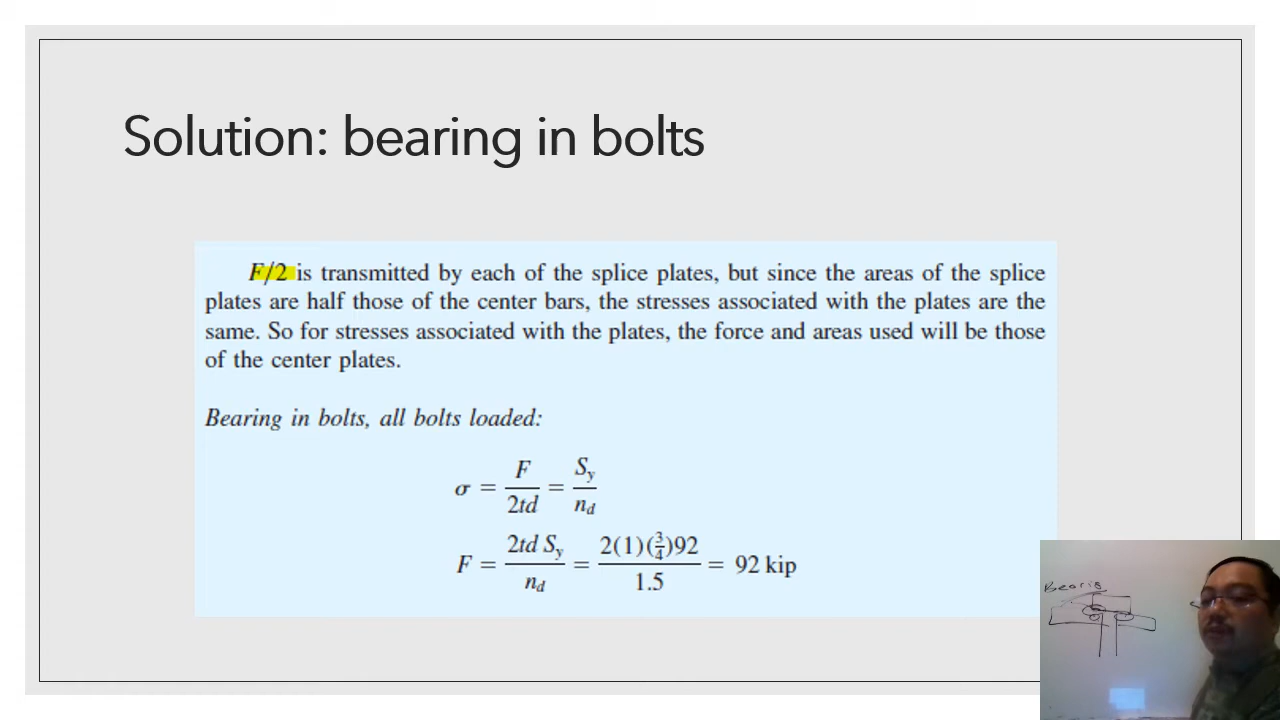 Solution: bearing in bolts
F/2 is transmitted by each of the splice plates, but since the areas of the splice
plates are half those of the center bars, the stresses associated with the plates are the
same. So for stresses associated with the plates, the force and areas used will be those
of the center plates.
Bearing in bolts, all bolts loaded:
σ = F/2td = Sy/nd
F = 2td Sy/nd = 2(1)(3/4)92/1.5 = 92 kip